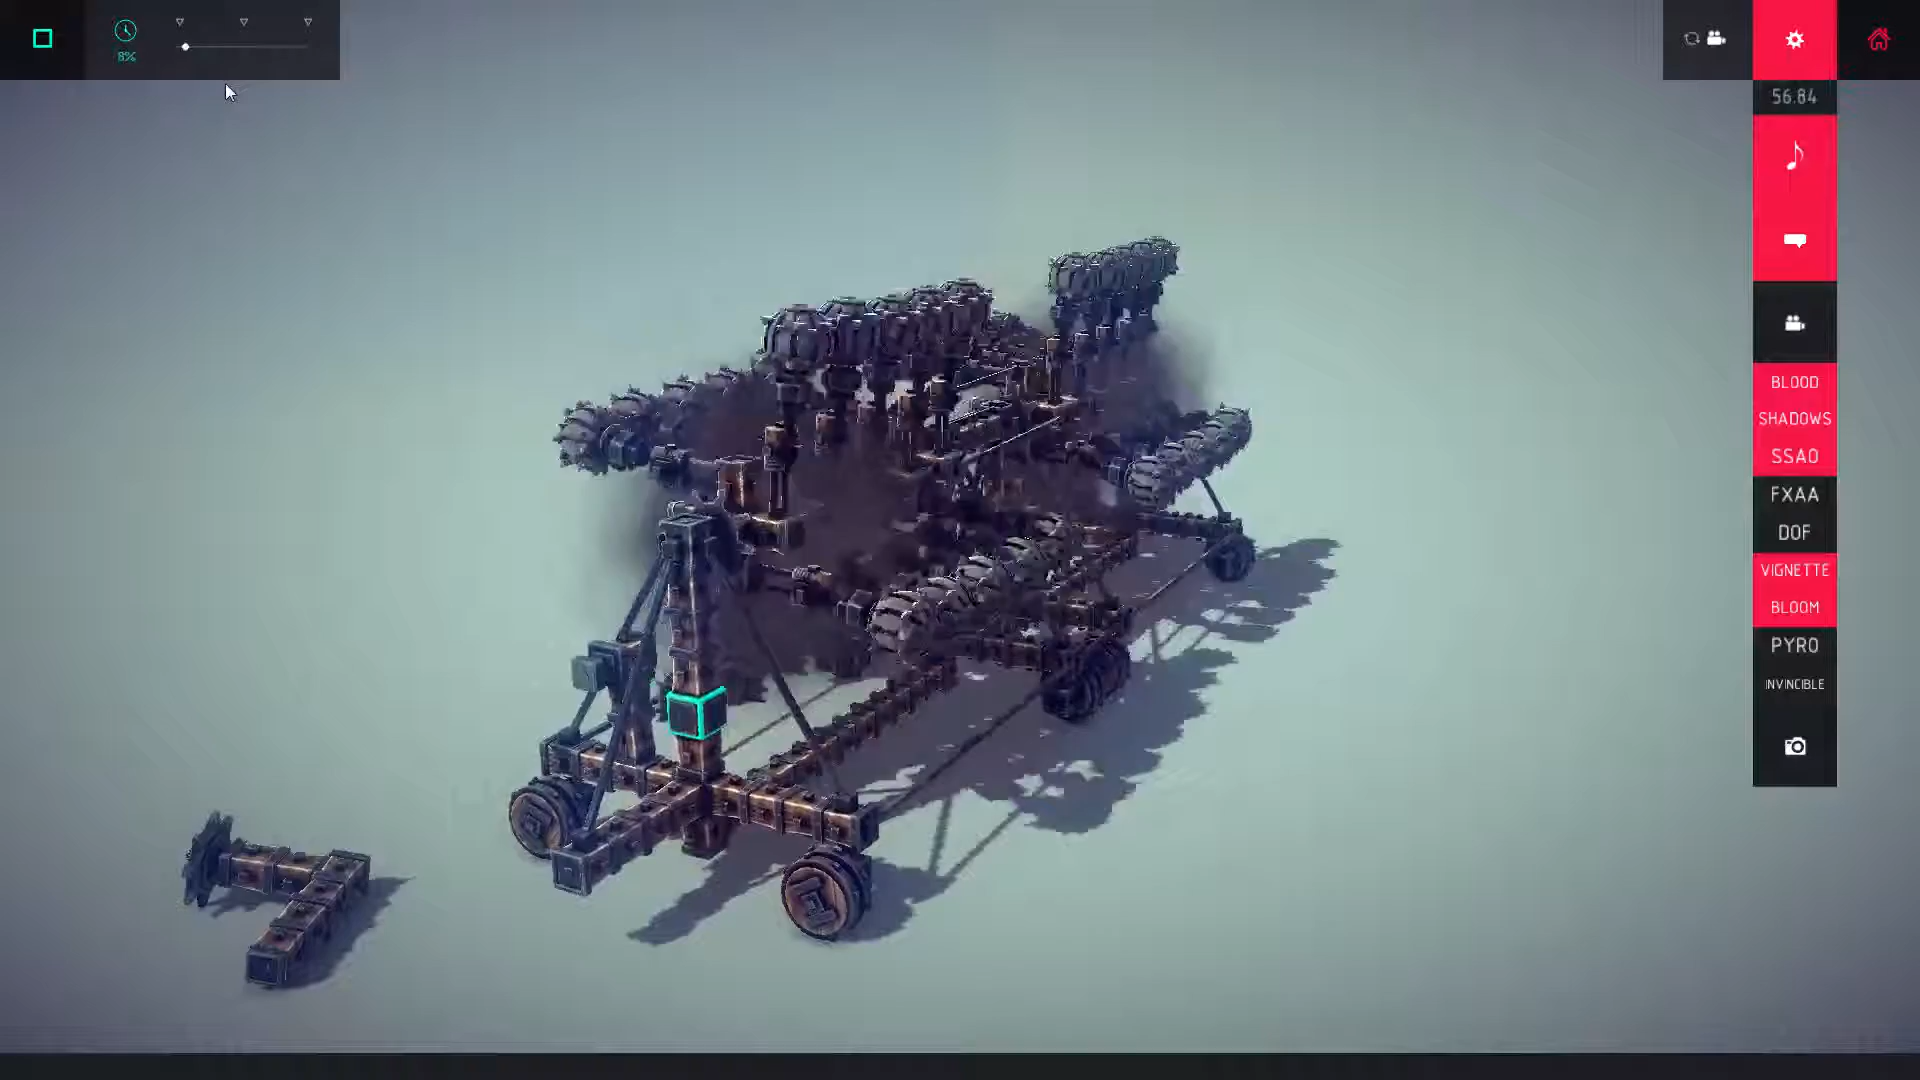 8%
56.84
BLOOD
SHADOWS
SSAO
FXAA
DOF
VIGNETTE
BLOOM
PYRO
INVINCIBLE